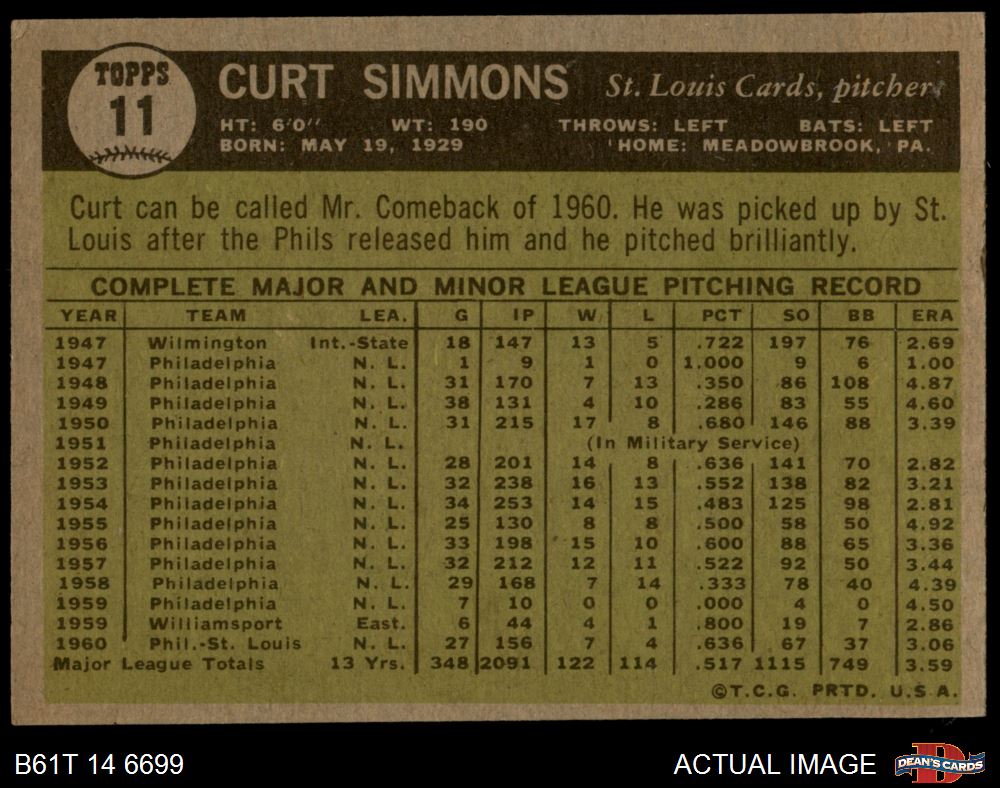 TOPPS
11
CURT SIMMONS St. Louis Cards, pitcher
HT: 6'0" WT: 190 THROWS: LEFT BATS: LEFT
BORN: MAY 19, 1929 HOME: MEADOWBROOK, PA.
Curt can be called Mr. Comeback of 1960. He was picked up by St.
Louis after the Phils released him and he pitched brilliantly.
COMPLETE MAJOR AND MINOR LEAGUE PITCHING RECORD
YEAR TEAM LEA. G IP W L PCT SO BB ERA
1947 Wilmington Int.-State 18 147 13 5 .722 197 76 2.69
1947 Philadelphia N. L. 1 9 1 0 1.000 9 6 1.00
1948 Philadelphia N. L. 31 170 7 13 .350 86 108 4.87
1949 Philadelphia N. L. 38 131 4 10 .286 83 55 4.60
1950 Philadelphia N. L. 31 215 17 8 .680 146 88 3.39
1951 Philadelphia N. L. (In Military Service)
1952 Philadelphia N. L. 28 201 14 8 .636 141 70 2.82
1953 Philadelphia N. L. 32 238 16 13 .552 138 82 3.21
1954 Philadelphia N. L. 34 253 14 15 .483 125 98 2.81
1955 Philadelphia N. L. 25 130 8 8 .500 58 50 4.92
1956 Philadelphia N. L. 33 198 15 10 .600 88 65 3.36
1957 Philadelphia N. L. 32 212 12 11 .522 92 50 3.44
1958 Philadelphia N. L. 29 168 7 14 .333 78 40 4.39
1959 Philadelphia N. L. 7 10 0 0 .000 4 0 4.50
1959 Williamsport East. 6 44 4 1 .800 19 7 2.86
1960 Phil.-St. Louis N. L. 27 156 7 4 .636 67 37 3.06
Major League Totals 13 Yrs. 348 2091 122 114 .517 1115 749 3.59
©T.C.G. PRTD. U.S.A.
B61T 14 6699 ACTUAL IMAGE DEAN'S CARDS